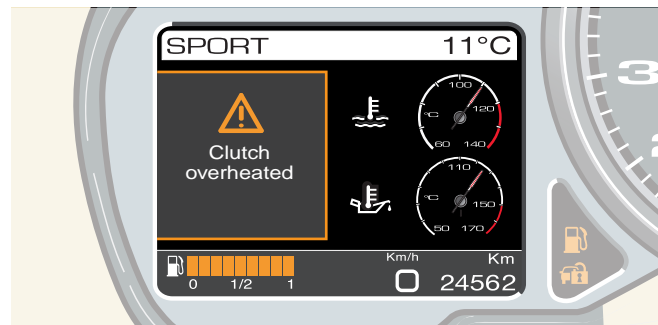 SPORT 11°C
Clutch
overheated
100
°C 120
60 140
110
°C 150
50 170
0 1/2 1
Km/h Km
0 24562
3